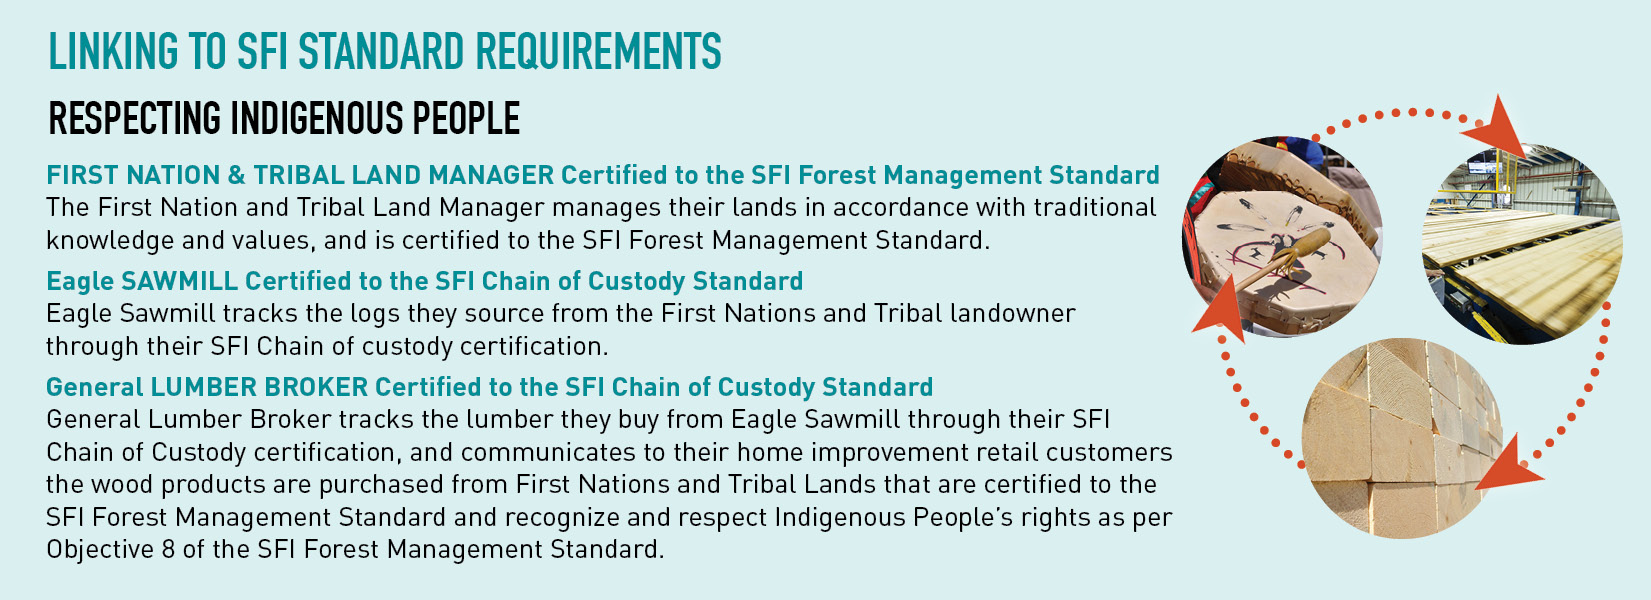 LINKING TO SFI STANDARD REQUIREMENTS
RESPECTING INDIGENOUS PEOPLE
FIRST NATION & TRIBAL LAND MANAGER Certified to the SFI Forest Management Standard
The First Nation and Tribal Land Manager manages their lands in accordance with traditional
knowledge and values, and is certified to the SFI Forest Management Standard.
Eagle SAWMILL Certified to the SFI Chain of Custody Standard
Eagle Sawmill tracks the logs they source from the First Nations and Tribal landowner
through their SFI Chain of custody certification.
General LUMBER BROKER Certified to the SFI Chain of Custody Standard
General Lumber Broker tracks the lumber they buy from Eagle Sawmill through their SFI
Chain of Custody certification, and communicates to their home improvement retail customers
the wood products are purchased from First Nations and Tribal Lands that are certified to the
SFI Forest Management Standard and recognize and respect Indigenous People’s rights as per
Objective 8 of the SFI Forest Management Standard.